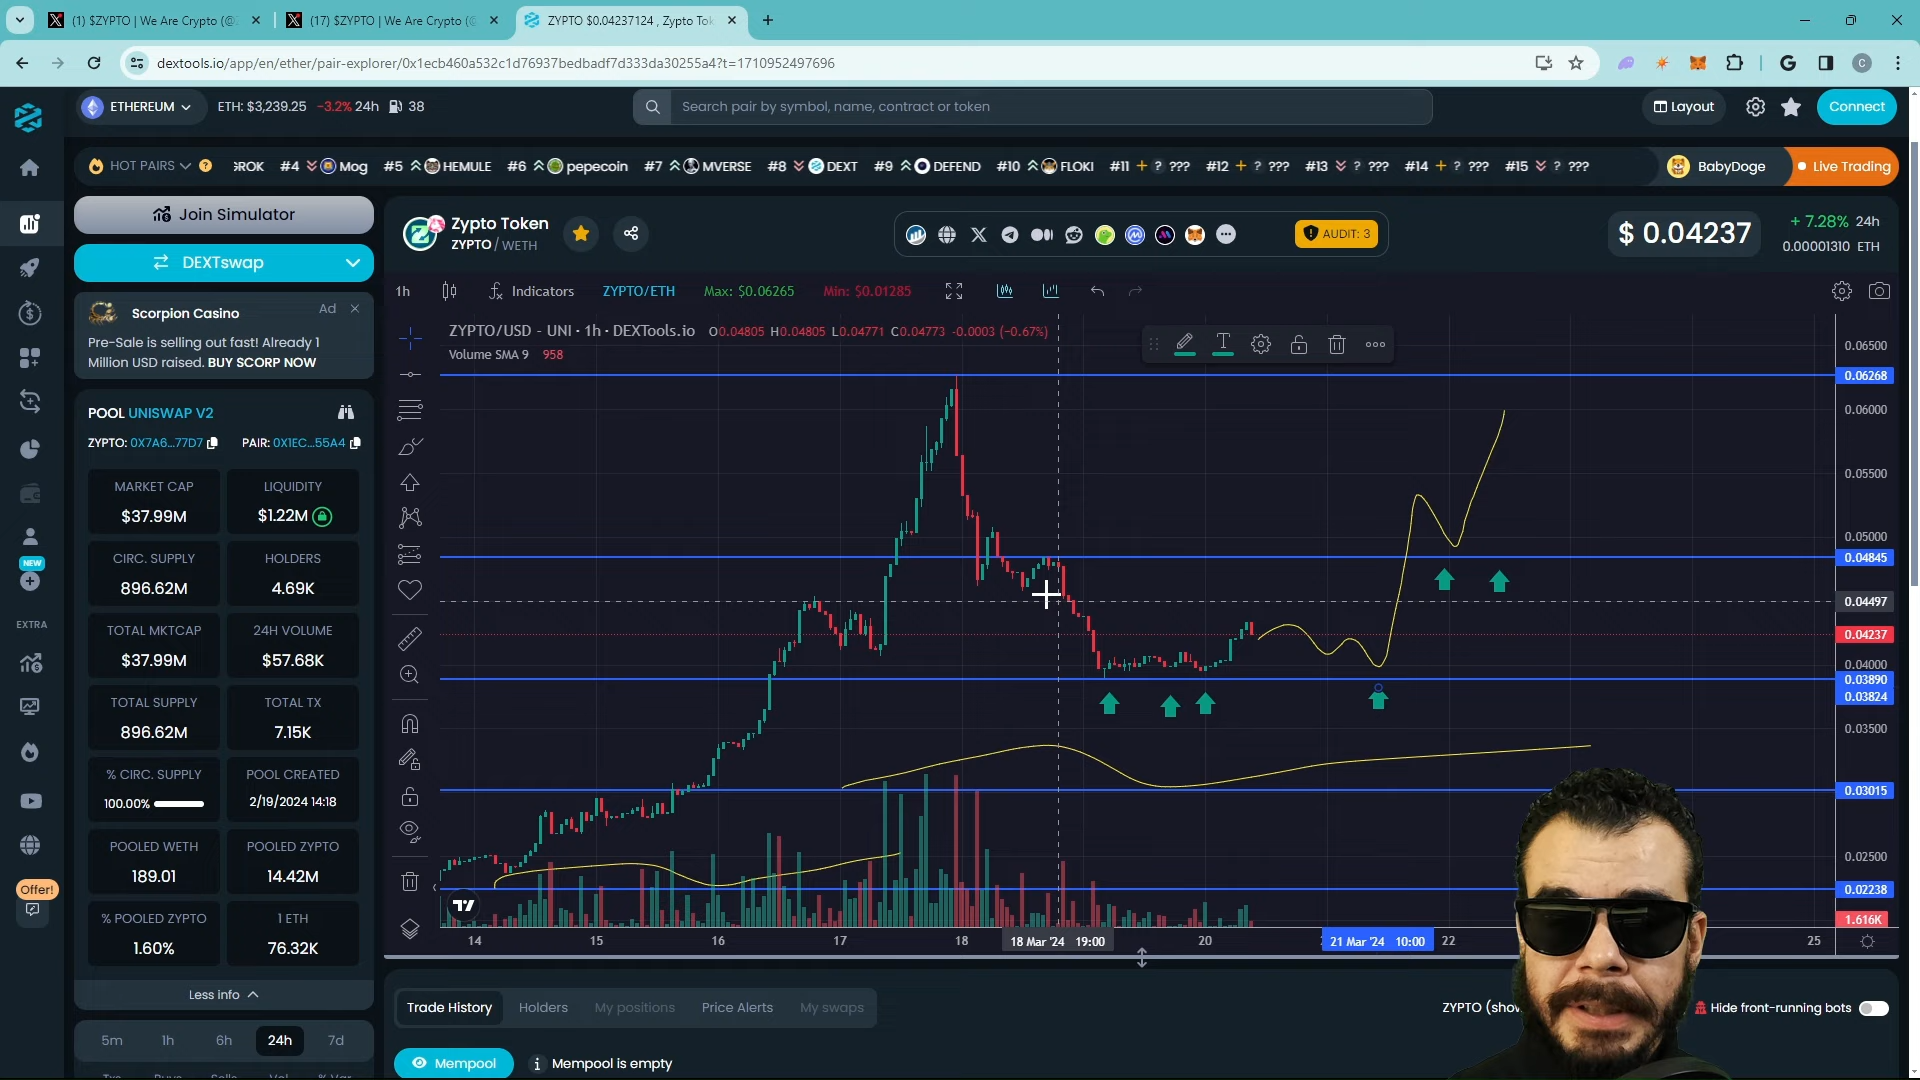 (1) $ZYPTO | We Are Crypto (@
(17) $ZYPTO | We Are Crypto (@
ZYPTO $0.04237124 , Zypto Tok
dextools.io/app/en/ether/pair-explorer/0x1ecb460a532c1d76937bedbadf7d333da30255a4?t=1710952497696
C
ETHEREUM
ETH: $3,239.25 -3.2% 24h 38
Search pair by symbol, name, contract or token
Layout
Connect
HOT PAIRS ? GROK #4 Mog #5 HEMULE #6 pepecoin #7 MVERSE #8 DEXT #9 DEFEND #10 FLOKI #11 + ? ??? #12 + ? ??? #13 ? ??? #14 + ? ??? #15 ? ???
BabyDoge
Live Trading
Join Simulator
DEXTswap
Scorpion Casino
Ad
Pre-Sale is selling out fast! Already 1
Million USD raised. BUY SCORP NOW
POOL UNISWAP V2
ZYPTO: 0X7A6...77D7 PAIR: 0X1EC...55A4
MARKET CAP
$37.99M
LIQUIDITY
$1.22M
CIRC. SUPPLY
896.62M
HOLDERS
4.69K
TOTAL MKTCAP
$37.99M
24H VOLUME
$57.68K
TOTAL SUPPLY
896.62M
TOTAL TX
7.15K
% CIRC. SUPPLY
100.00%
POOL CREATED
2/19/2024 14:18
POOLED WETH
189.01
POOLED ZYPTO
14.42M
% POOLED ZYPTO
1.60%
1 ETH
76.32K
Less info
5m 1h 6h 24h 7d
NEW
EXTRA
Offer!
Zypto Token
ZYPTO / WETH
AUDIT: 3
$ 0.04237
+ 7.28% 24h
0.00001310 ETH
1h
Indicators
ZYPTO/ETH
Max: $0.06265
Min: $0.01285
ZYPTO/USD - UNI · 1h · DEXTools.io O0.04805 H0.04805 L0.04771 C0.04773 -0.0003 (−0.67%)
Volume SMA 9 958
T
0.06500
0.06268
0.06000
0.05500
0.05000
0.04845
0.04497
0.04237
0.04000
0.03890
0.03824
0.03500
0.03015
0.02500
0.02238
1.616K
14 15 16 17 18 18 Mar '24 19:00 20 21 Mar '24 10:00 22 25
Trade History
Holders
My positions
Price Alerts
My swaps
ZYPTO (show
Hide front-running bots
Mempool
Mempool is empty